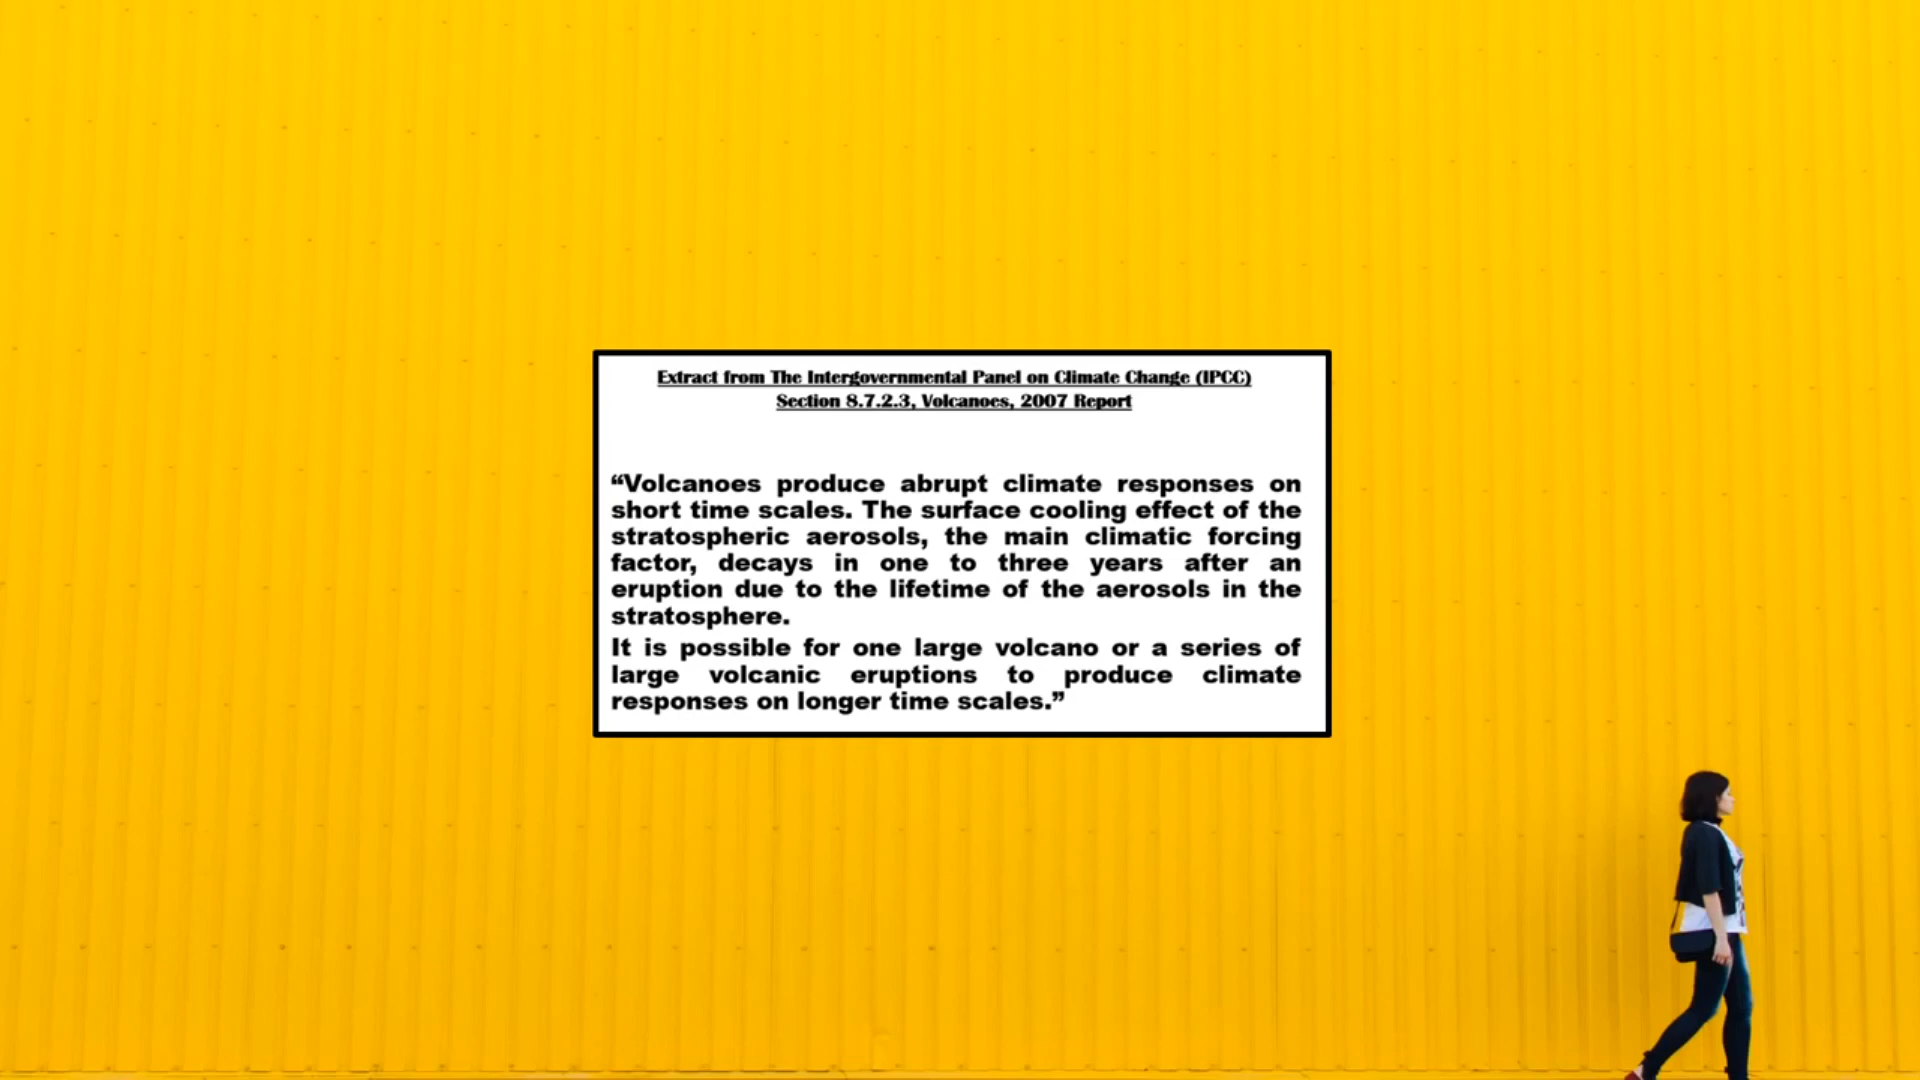 Extract from The Intergovernmental Panel on Climate Change (IPCC)
Section 8.7.2.3, Volcanoes, 2007 Report
“Volcanoes produce abrupt climate responses on
short time scales. The surface cooling effect of the
stratospheric aerosols, the main climatic forcing
factor, decays in one to three years after an
eruption due to the lifetime of the aerosols in the
stratosphere.
It is possible for one large volcano or a series of
large volcanic eruptions to produce climate
responses on longer time scales.”